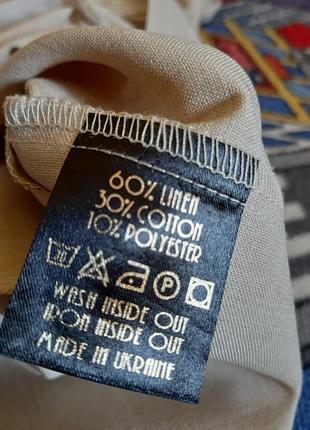 60% LINEN
30% COTTON
10% POLYESTER
P
WASH INSIDE OUT
IRON INSIDE OUT
MADE IN UKRAINE